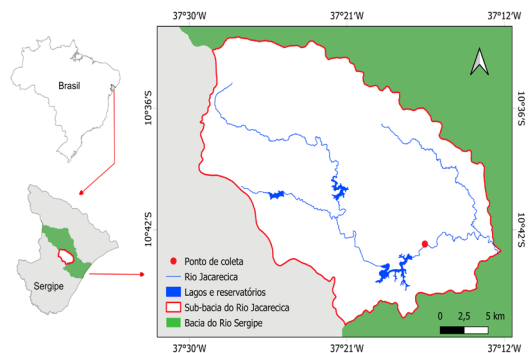 37°30'W 37°21'W 37°12'W
Brasil
10°36'S 10°36'S
10°42'S 10°42'S
Sergipe
Ponto de coleta
Rio Jacarecica
Lagos e reservatórios
Sub-bacia do Rio Jacarecica
Bacia do Rio Sergipe
0 2,5 5 km
37°30'W 37°21'W 37°12'W